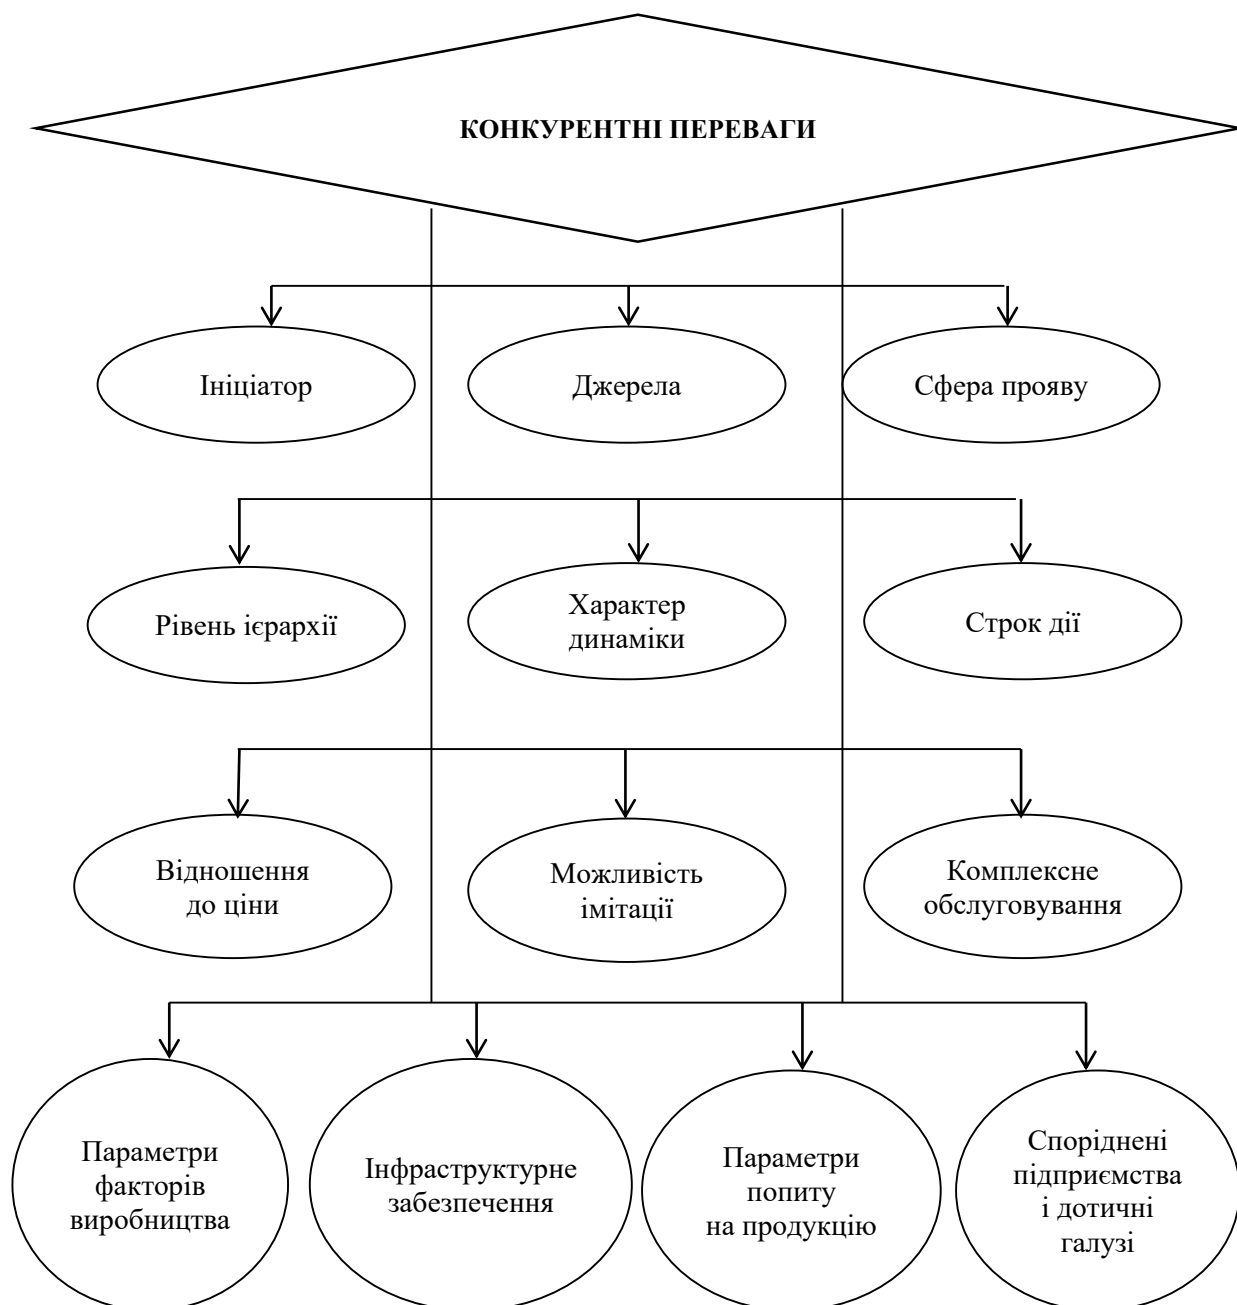 КОНКУРЕНТНІ ПЕРЕВАГИ
Ініціатор
Джерела
Сфера прояву
Рівень ієрархії
Характер
динаміки
Строк дії
Відношення
до ціни
Можливість
імітації
Комплексне
обслуговування
Параметри
факторів
виробництва
Інфраструктурне
забезпечення
Параметри
попиту
на продукцію
Споріднені
підприємства
і дотичні
галузі